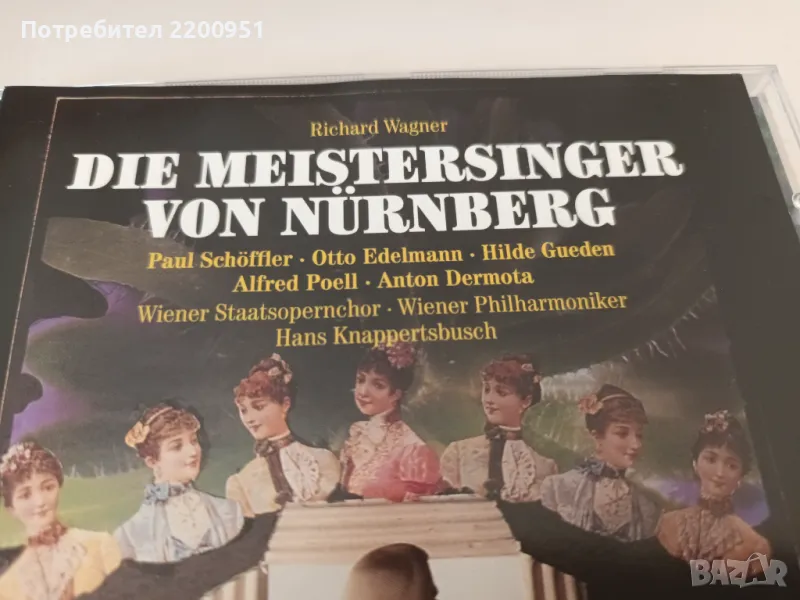 Потребител 2200951
Richard Wagner
DIE MEISTERSINGER
VON NÜRNBERG
Paul Schöffler · Otto Edelmann · Hilde Gueden
Alfred Poell · Anton Dermota
Wiener Staatsopernchor · Wiener Philharmoniker
Hans Knappertsbusch
BAZAR